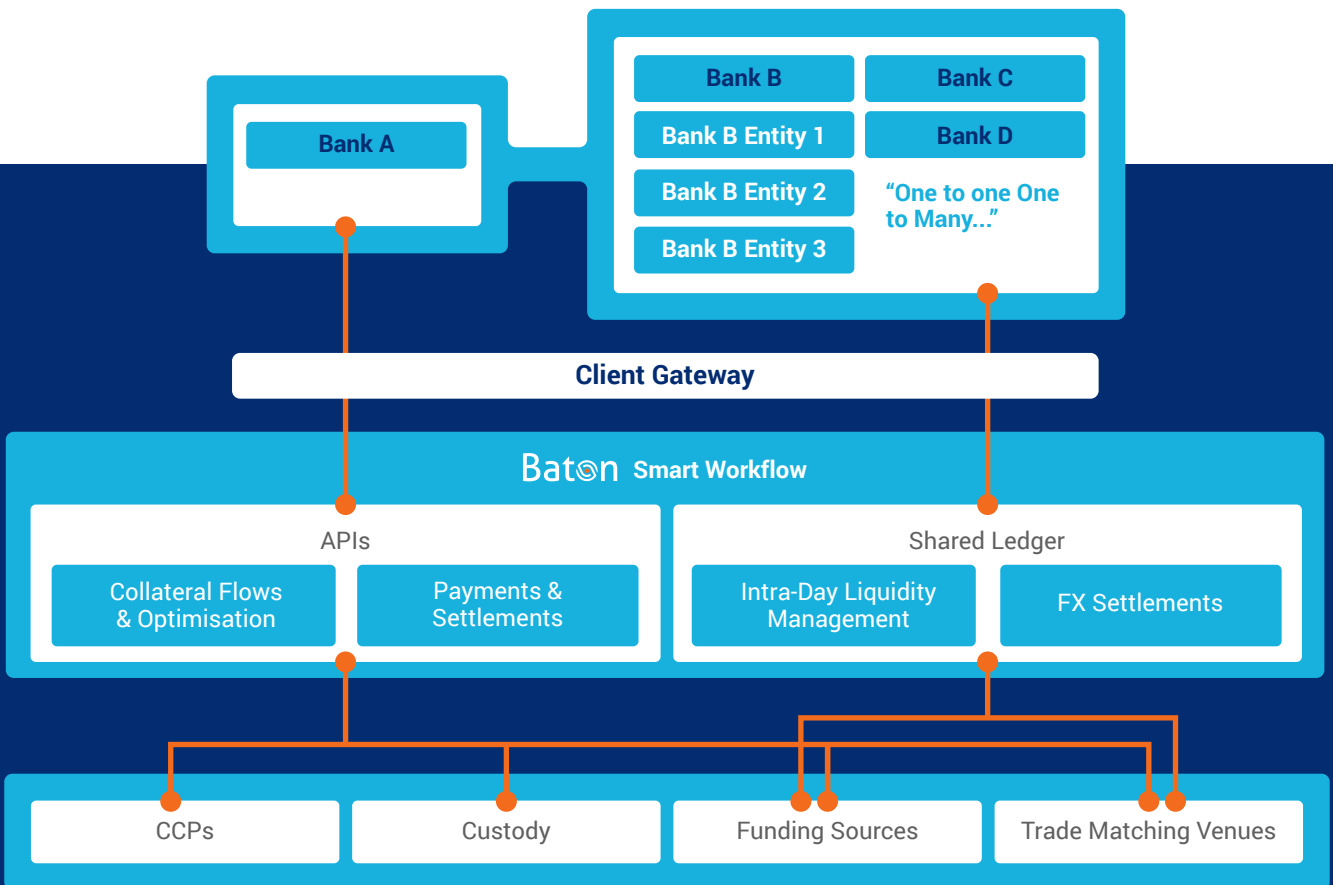 Bank A
Bank B
Bank C
Bank B Entity 1
Bank D
Bank B Entity 2
Bank B Entity 3
“One to one One
to Many...”
Client Gateway
Baton Smart Workflow
APIs
Collateral Flows
& Optimisation
Payments &
Settlements
Shared Ledger
Intra-Day Liquidity
Management
FX Settlements
CCPs
Custody
Funding Sources
Trade Matching Venues